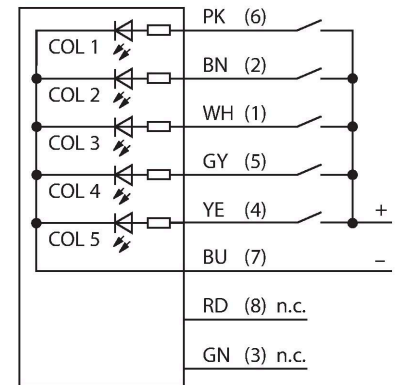 PK (6)
COL 1
BN (2)
COL 2
WH (1)
COL 3
GY (5)
COL 4
YE (4) +
COL 5
BU (7) –
RD (8) n.c.
GN (3) n.c.